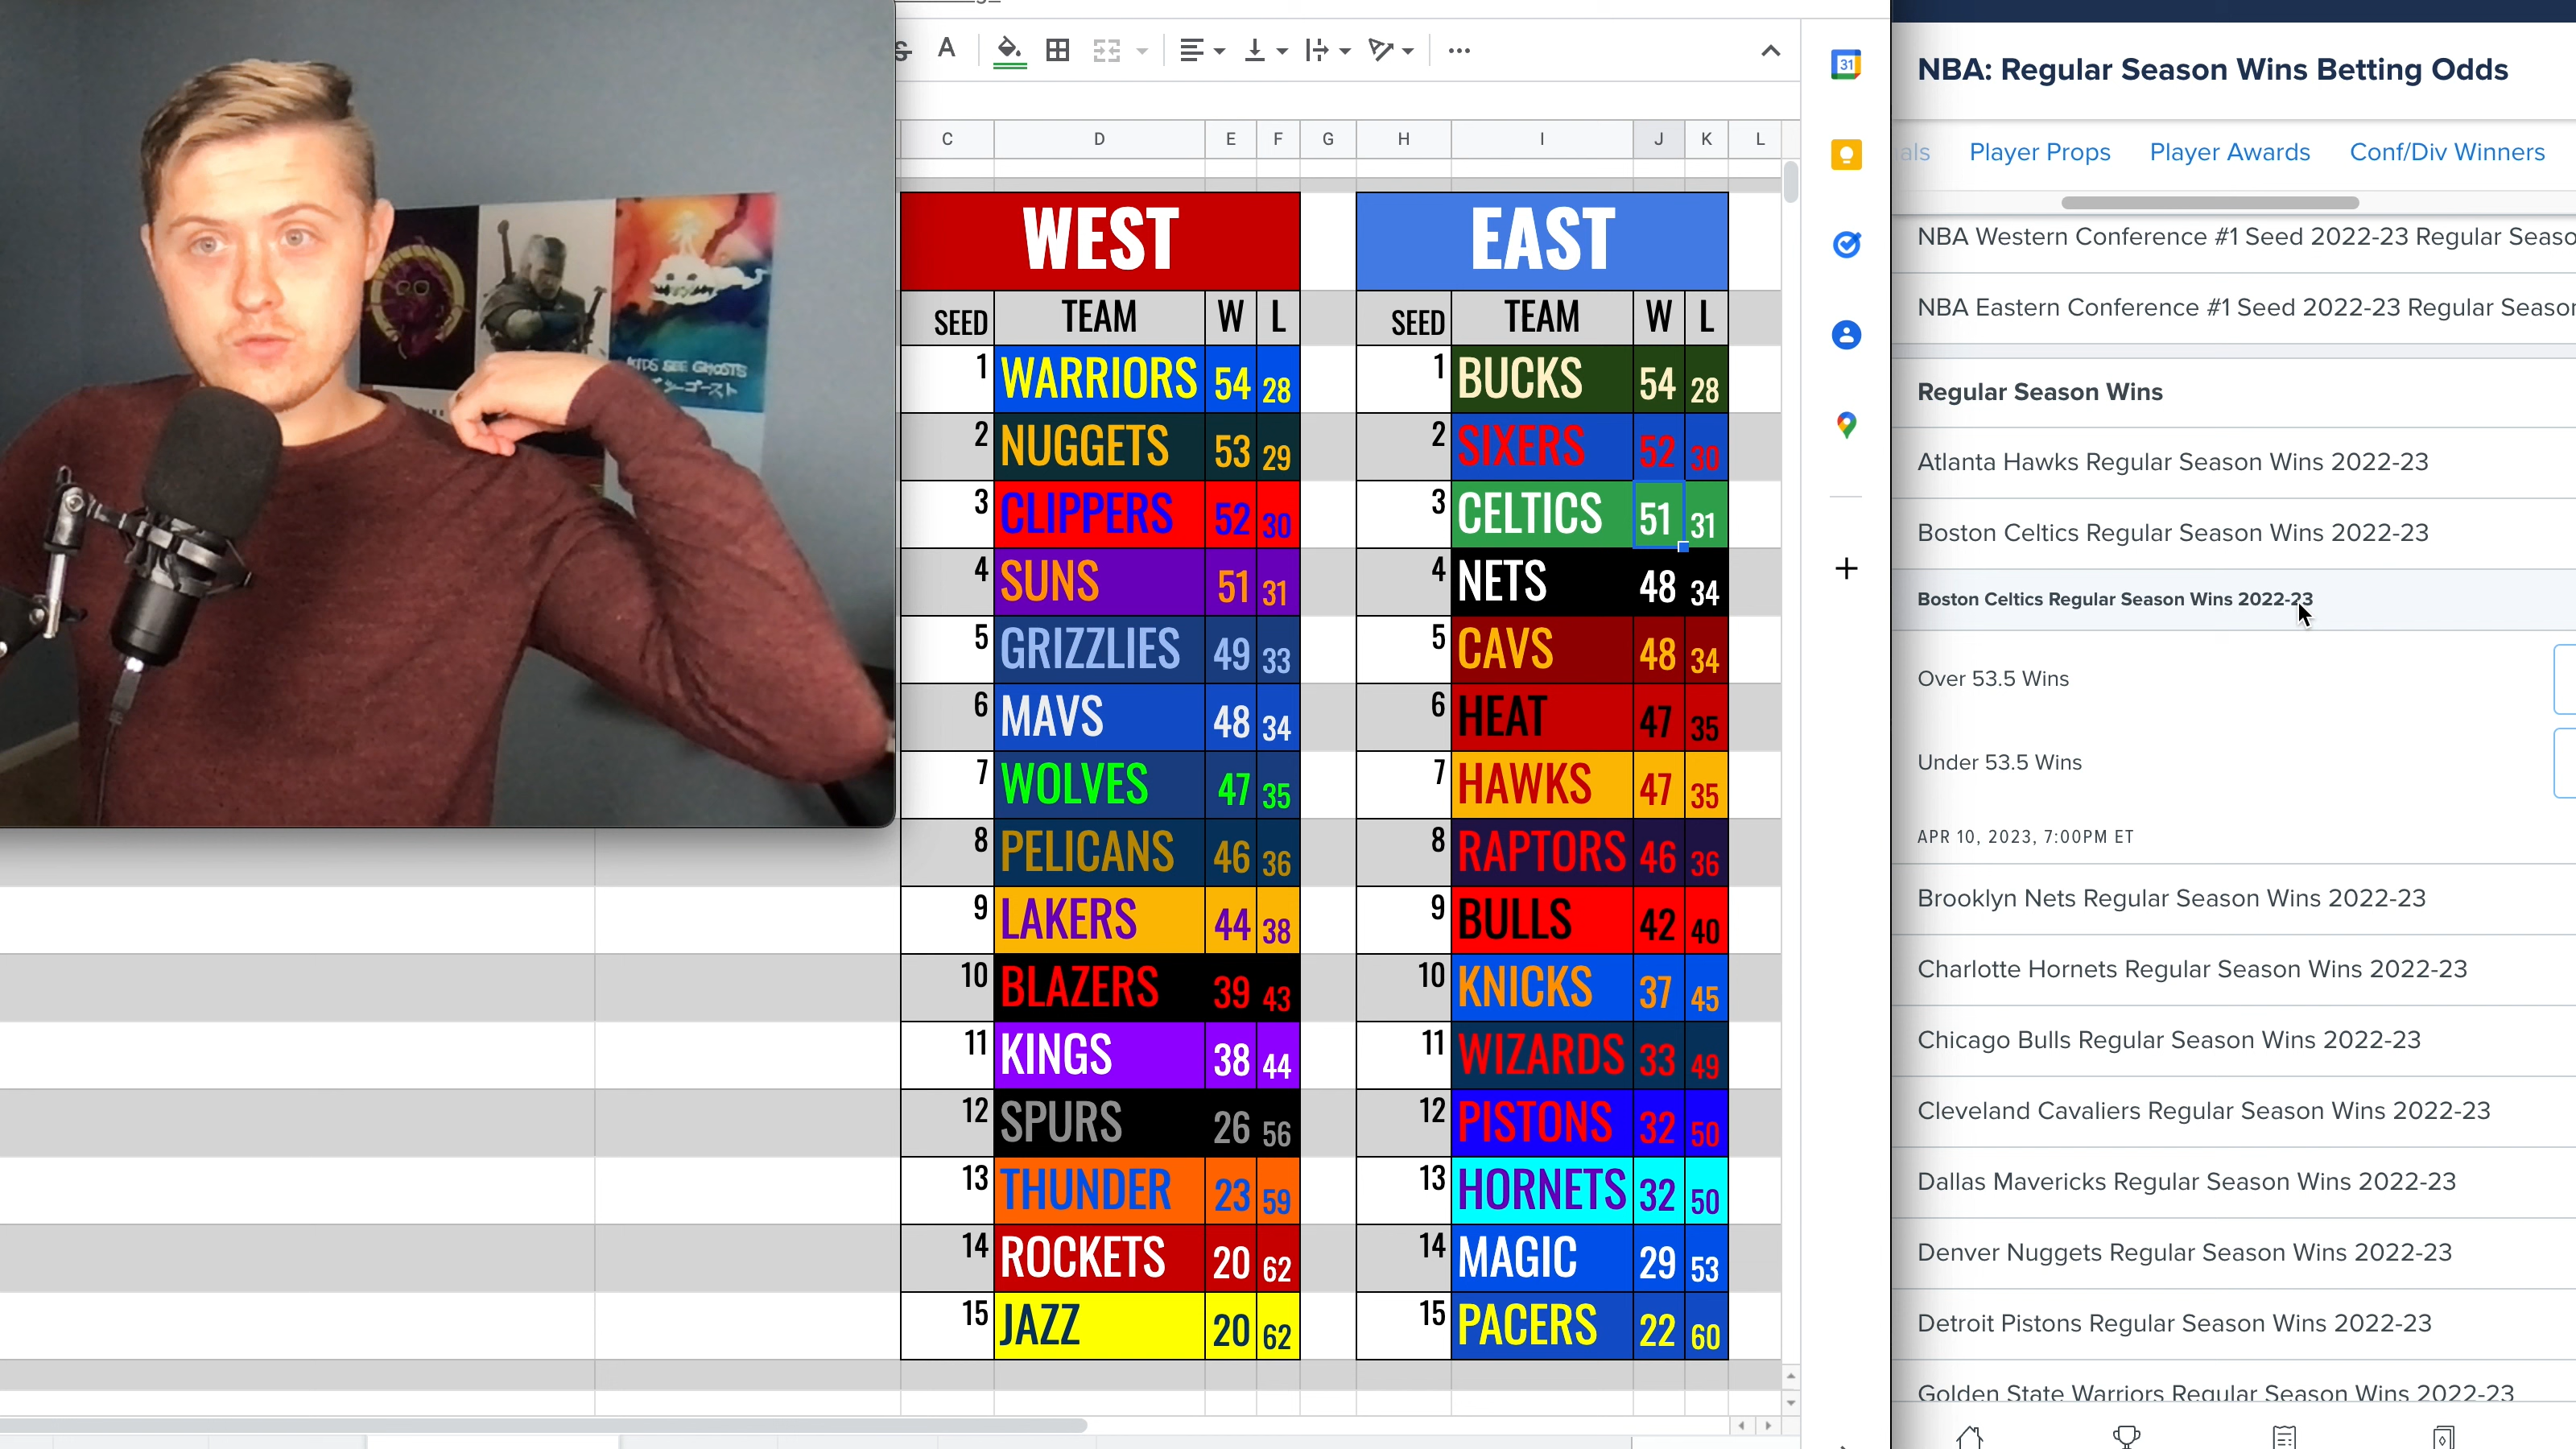 KIDS SEE GHOSTS
31
C D E F G H I J K L
WEST
SEED TEAM W L
1 WARRIORS 54 28
2 NUGGETS 53 29
3 CLIPPERS 52 30
4 SUNS 51 31
5 GRIZZLIES 49 33
6 MAVS 48 34
7 WOLVES 47 35
8 PELICANS 46 36
9 LAKERS 44 38
10 BLAZERS 39 43
11 KINGS 38 44
12 SPURS 26 56
13 THUNDER 23 59
14 ROCKETS 20 62
15 JAZZ 20 62
EAST
SEED TEAM W L
1 BUCKS 54 28
2 SIXERS 52 30
3 CELTICS 51 31
4 NETS 48 34
5 CAVS 48 34
6 HEAT 47 35
7 HAWKS 47 35
8 RAPTORS 46 36
9 BULLS 42 40
10 KNICKS 37 45
11 WIZARDS 33 49
12 PISTONS 32 50
13 HORNETS 32 50
14 MAGIC 29 53
15 PACERS 22 60
NBA: Regular Season Wins Betting Odds
Player Props Player Awards Conf/Div Winners
NBA Western Conference #1 Seed 2022-23 Regular Seaso
NBA Eastern Conference #1 Seed 2022-23 Regular Season
Regular Season Wins
Atlanta Hawks Regular Season Wins 2022-23
Boston Celtics Regular Season Wins 2022-23
Boston Celtics Regular Season Wins 2022-23
Over 53.5 Wins
Under 53.5 Wins
APR 10, 2023, 7:00PM ET
Brooklyn Nets Regular Season Wins 2022-23
Charlotte Hornets Regular Season Wins 2022-23
Chicago Bulls Regular Season Wins 2022-23
Cleveland Cavaliers Regular Season Wins 2022-23
Dallas Mavericks Regular Season Wins 2022-23
Denver Nuggets Regular Season Wins 2022-23
Detroit Pistons Regular Season Wins 2022-23
Golden State Warriors Regular Season Wins 2022-23